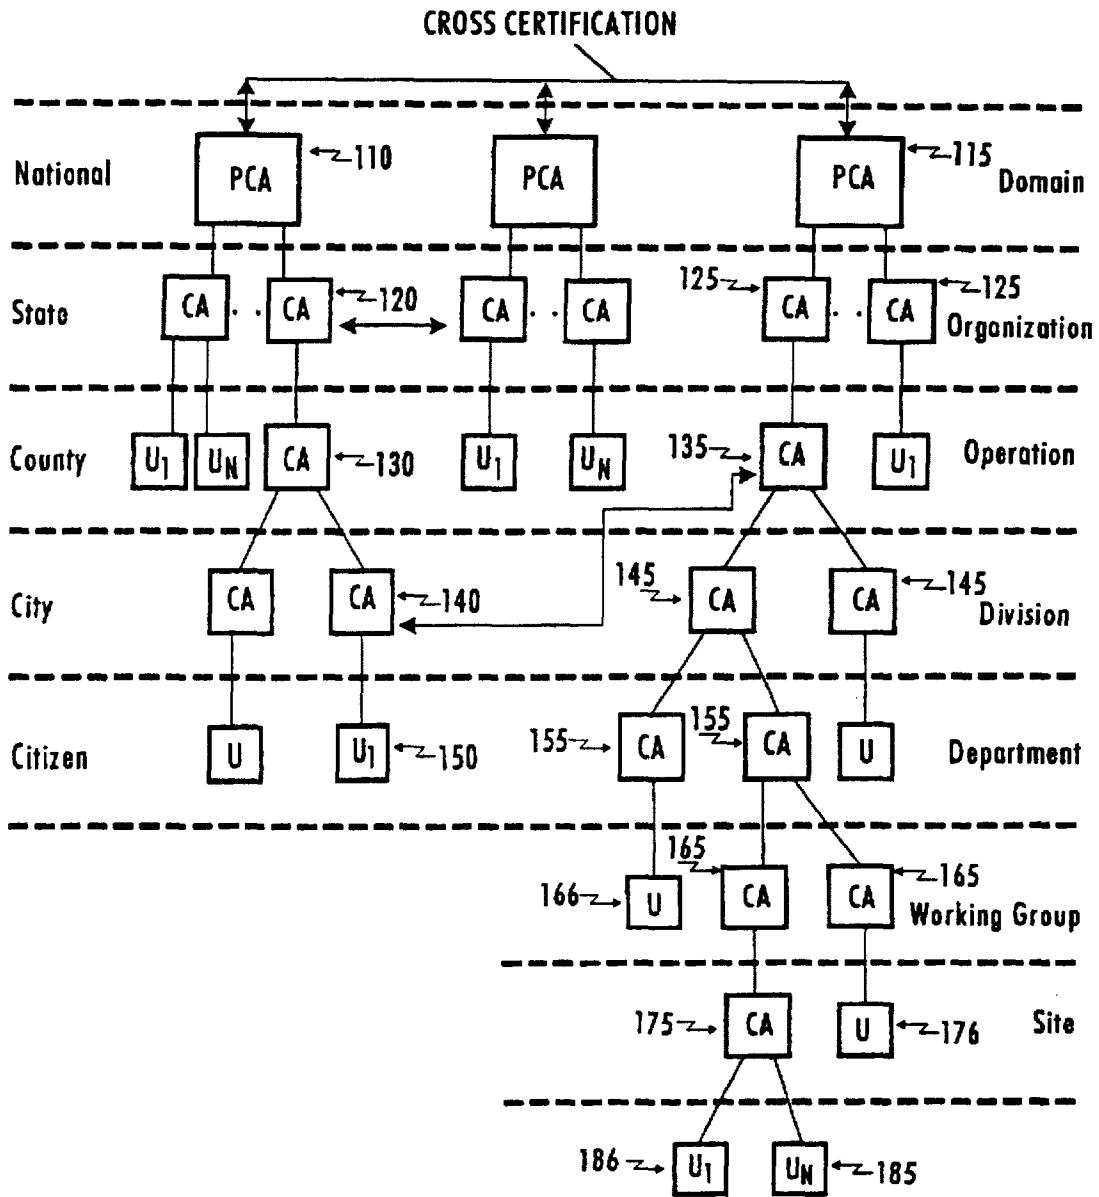 CROSS CERTIFICATION
National PCA 110 PCA PCA 115 Domain
State CA . . CA 120 CA . . CA 125 CA . . CA 125 Organization
County U1 UN CA 130 U1 UN 135 CA U1 Operation
City CA CA 140 145 CA CA 145 Division
Citizen U U1 150 155 CA 155 CA U Department
166 U 165 CA CA 165 Working Group
175 CA U 176 Site
186 U1 UN 185